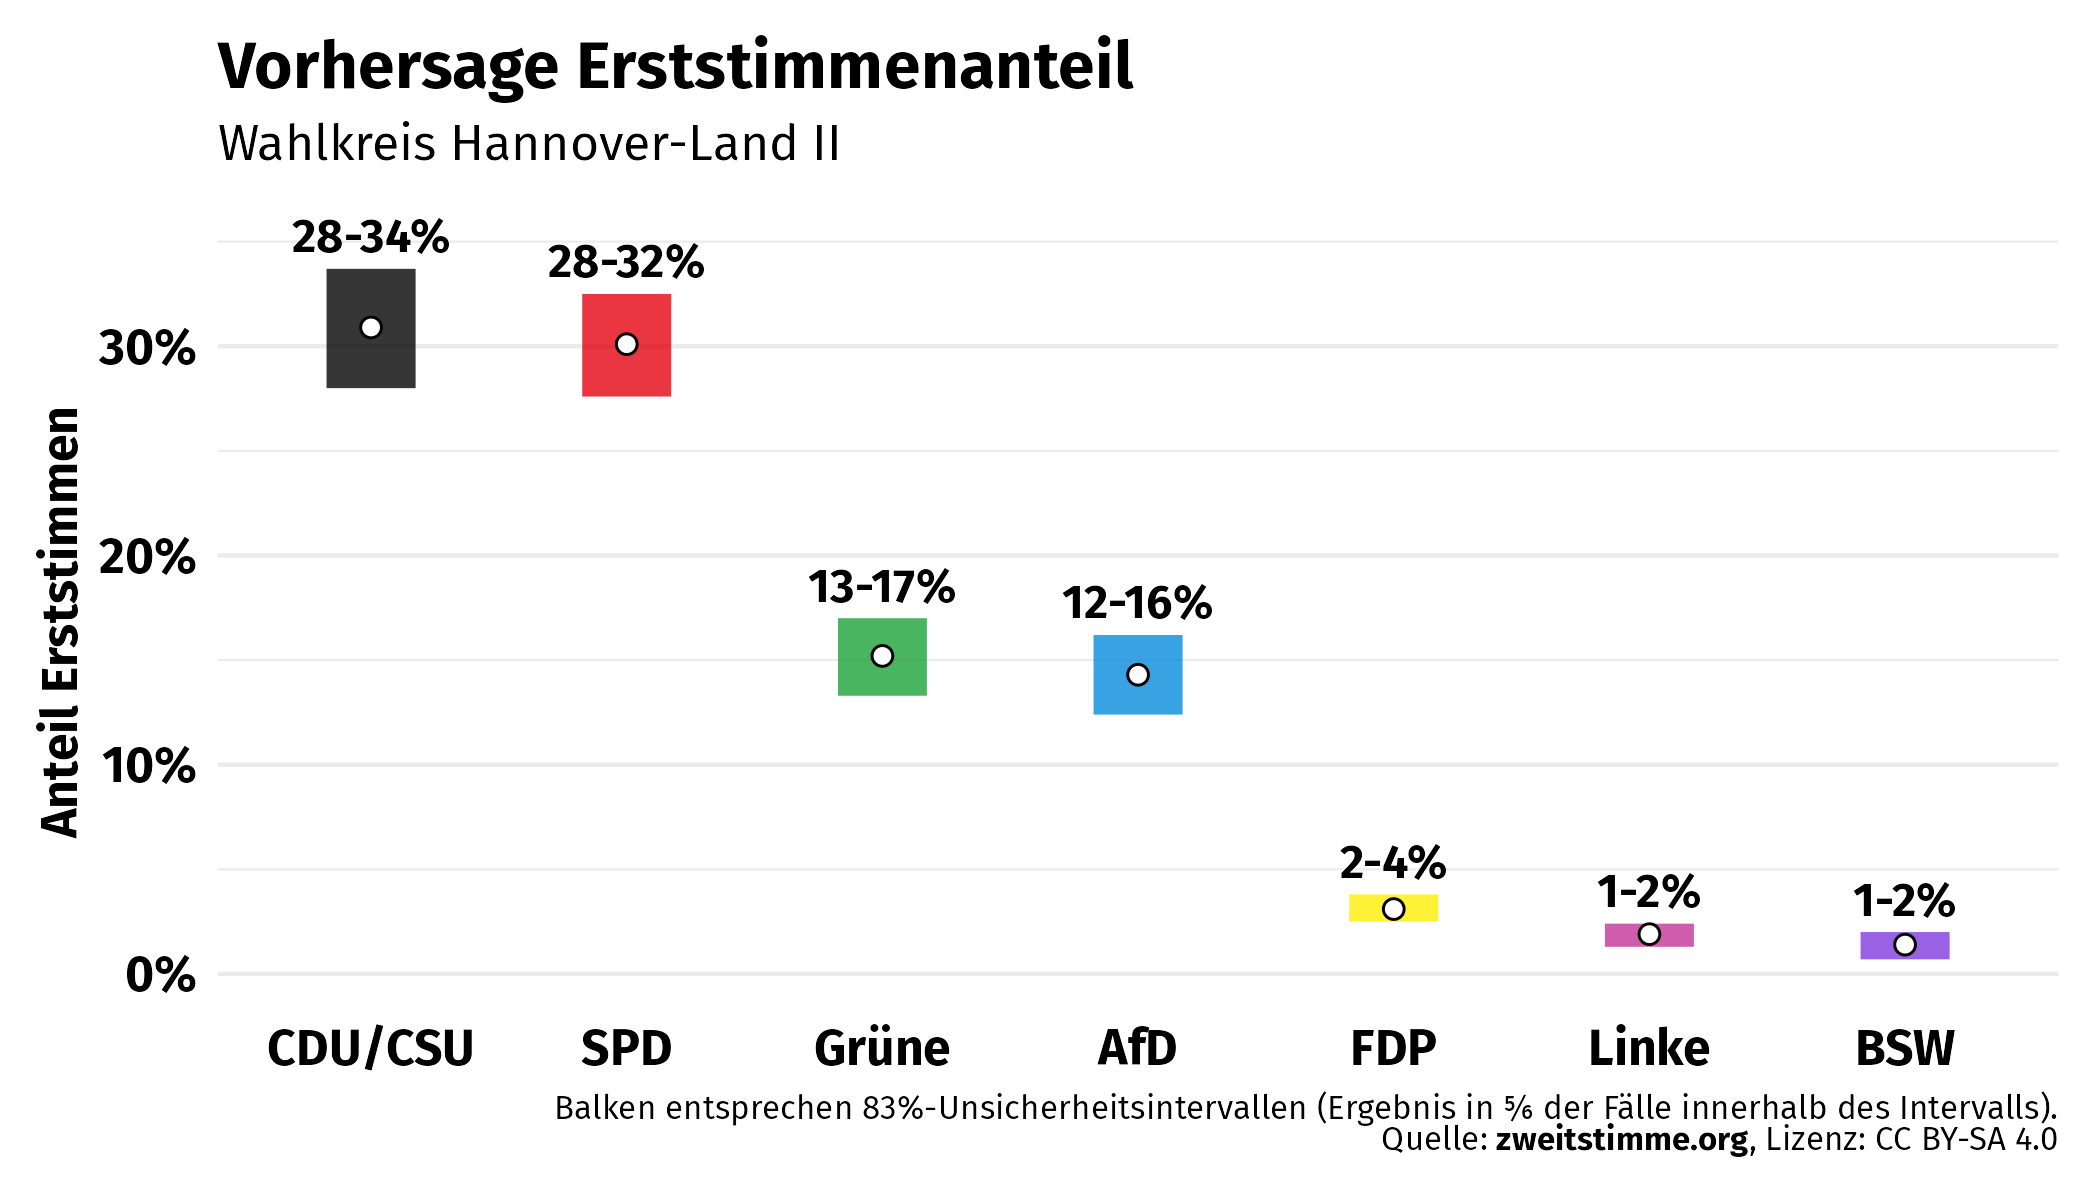 Vorhersage Erststimmenanteil
Wahlkreis Hannover-Land II
28-34%
28-32%
30%
20%
13-17%
12-16%
10%
2-4%
1-2%
1-2%
0%
Anteil Erststimmen
CDU/CSU SPD Grüne AfD FDP Linke BSW
Balken entsprechen 83%-Unsicherheitsintervallen (Ergebnis in ⅚ der Fälle innerhalb des Intervalls).
Quelle: zweitstimme.org, Lizenz: CC BY-SA 4.0